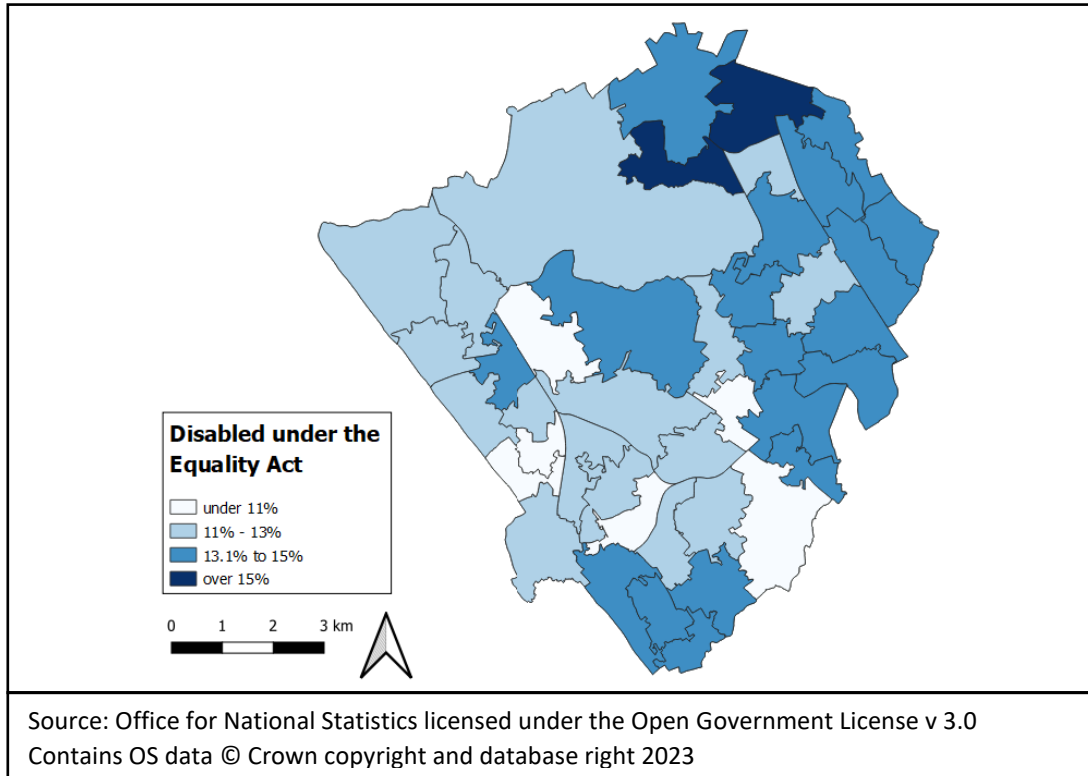 Disabled under the
Equality Act
under 11%
11% - 13%
13.1% to 15%
over 15%
0 1 2 3 km
Source: Office for National Statistics licensed under the Open Government License v 3.0
Contains OS data © Crown copyright and database right 2023